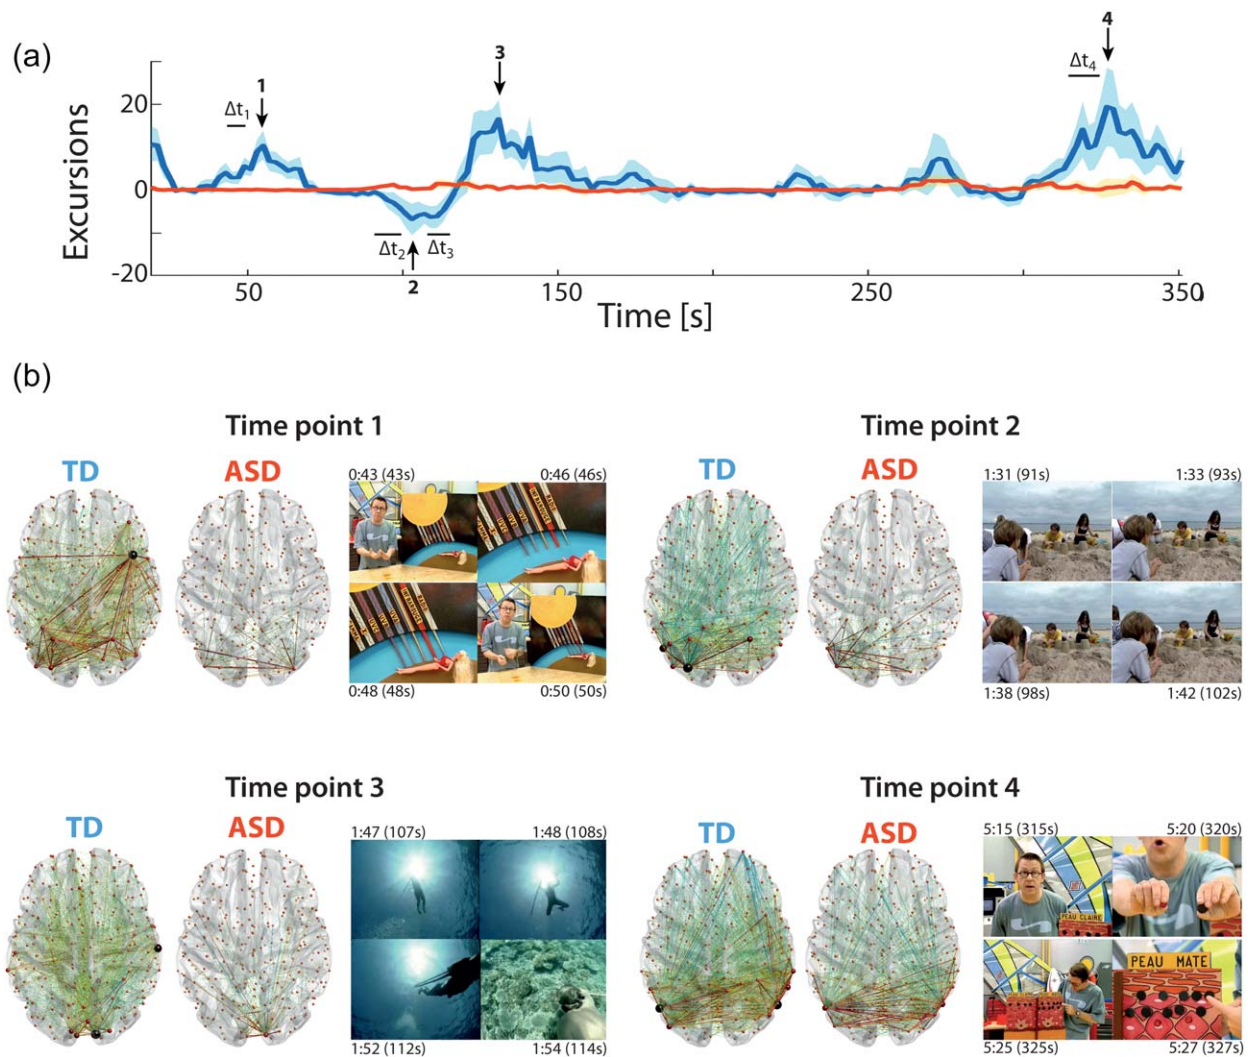 (a)
Excursions
20
0
-20
50
150
250
350
Time [s]
1
Δt1
2
Δt2
Δt3
3
4
Δt4
(b)
Time point 1
TD
ASD
0:43 (43s)
0:46 (46s)
0:48 (48s)
0:50 (50s)
Time point 2
TD
ASD
1:31 (91s)
1:33 (93s)
1:38 (98s)
1:42 (102s)
Time point 3
TD
ASD
1:47 (107s)
1:48 (108s)
1:52 (112s)
1:54 (114s)
Time point 4
TD
ASD
5:15 (315s)
5:20 (320s)
PEAU CLAIRE
PEAU MATE
5:25 (325s)
5:27 (327s)